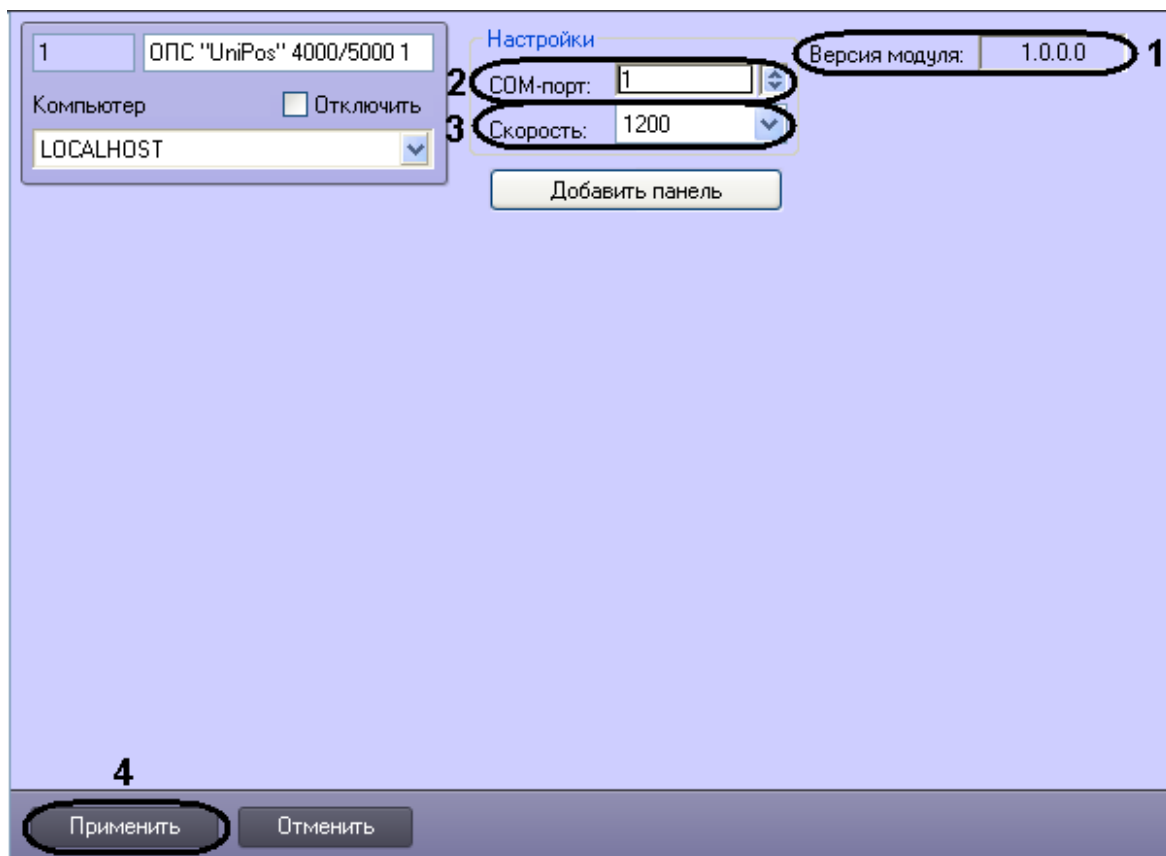 1 ОПС "UniPos" 4000/5000 1
Компьютер Отключить
LOCALHOST
Настройки
2 COM-порт: 1
3 Скорость: 1200
Добавить панель
Версия модуля: 1.0.0.0 1
4
Применить Отменить